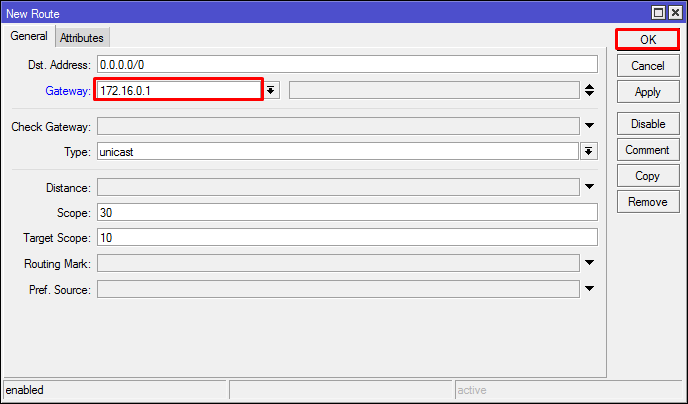 New Route
General Attributes
OK
Dst. Address: 0.0.0.0/0
Cancel
Gateway: 172.16.0.1
Apply
Check Gateway:
Disable
Type: unicast
Comment
Copy
Distance:
Remove
Scope: 30
Target Scope: 10
Routing Mark:
Pref. Source:
enabled active